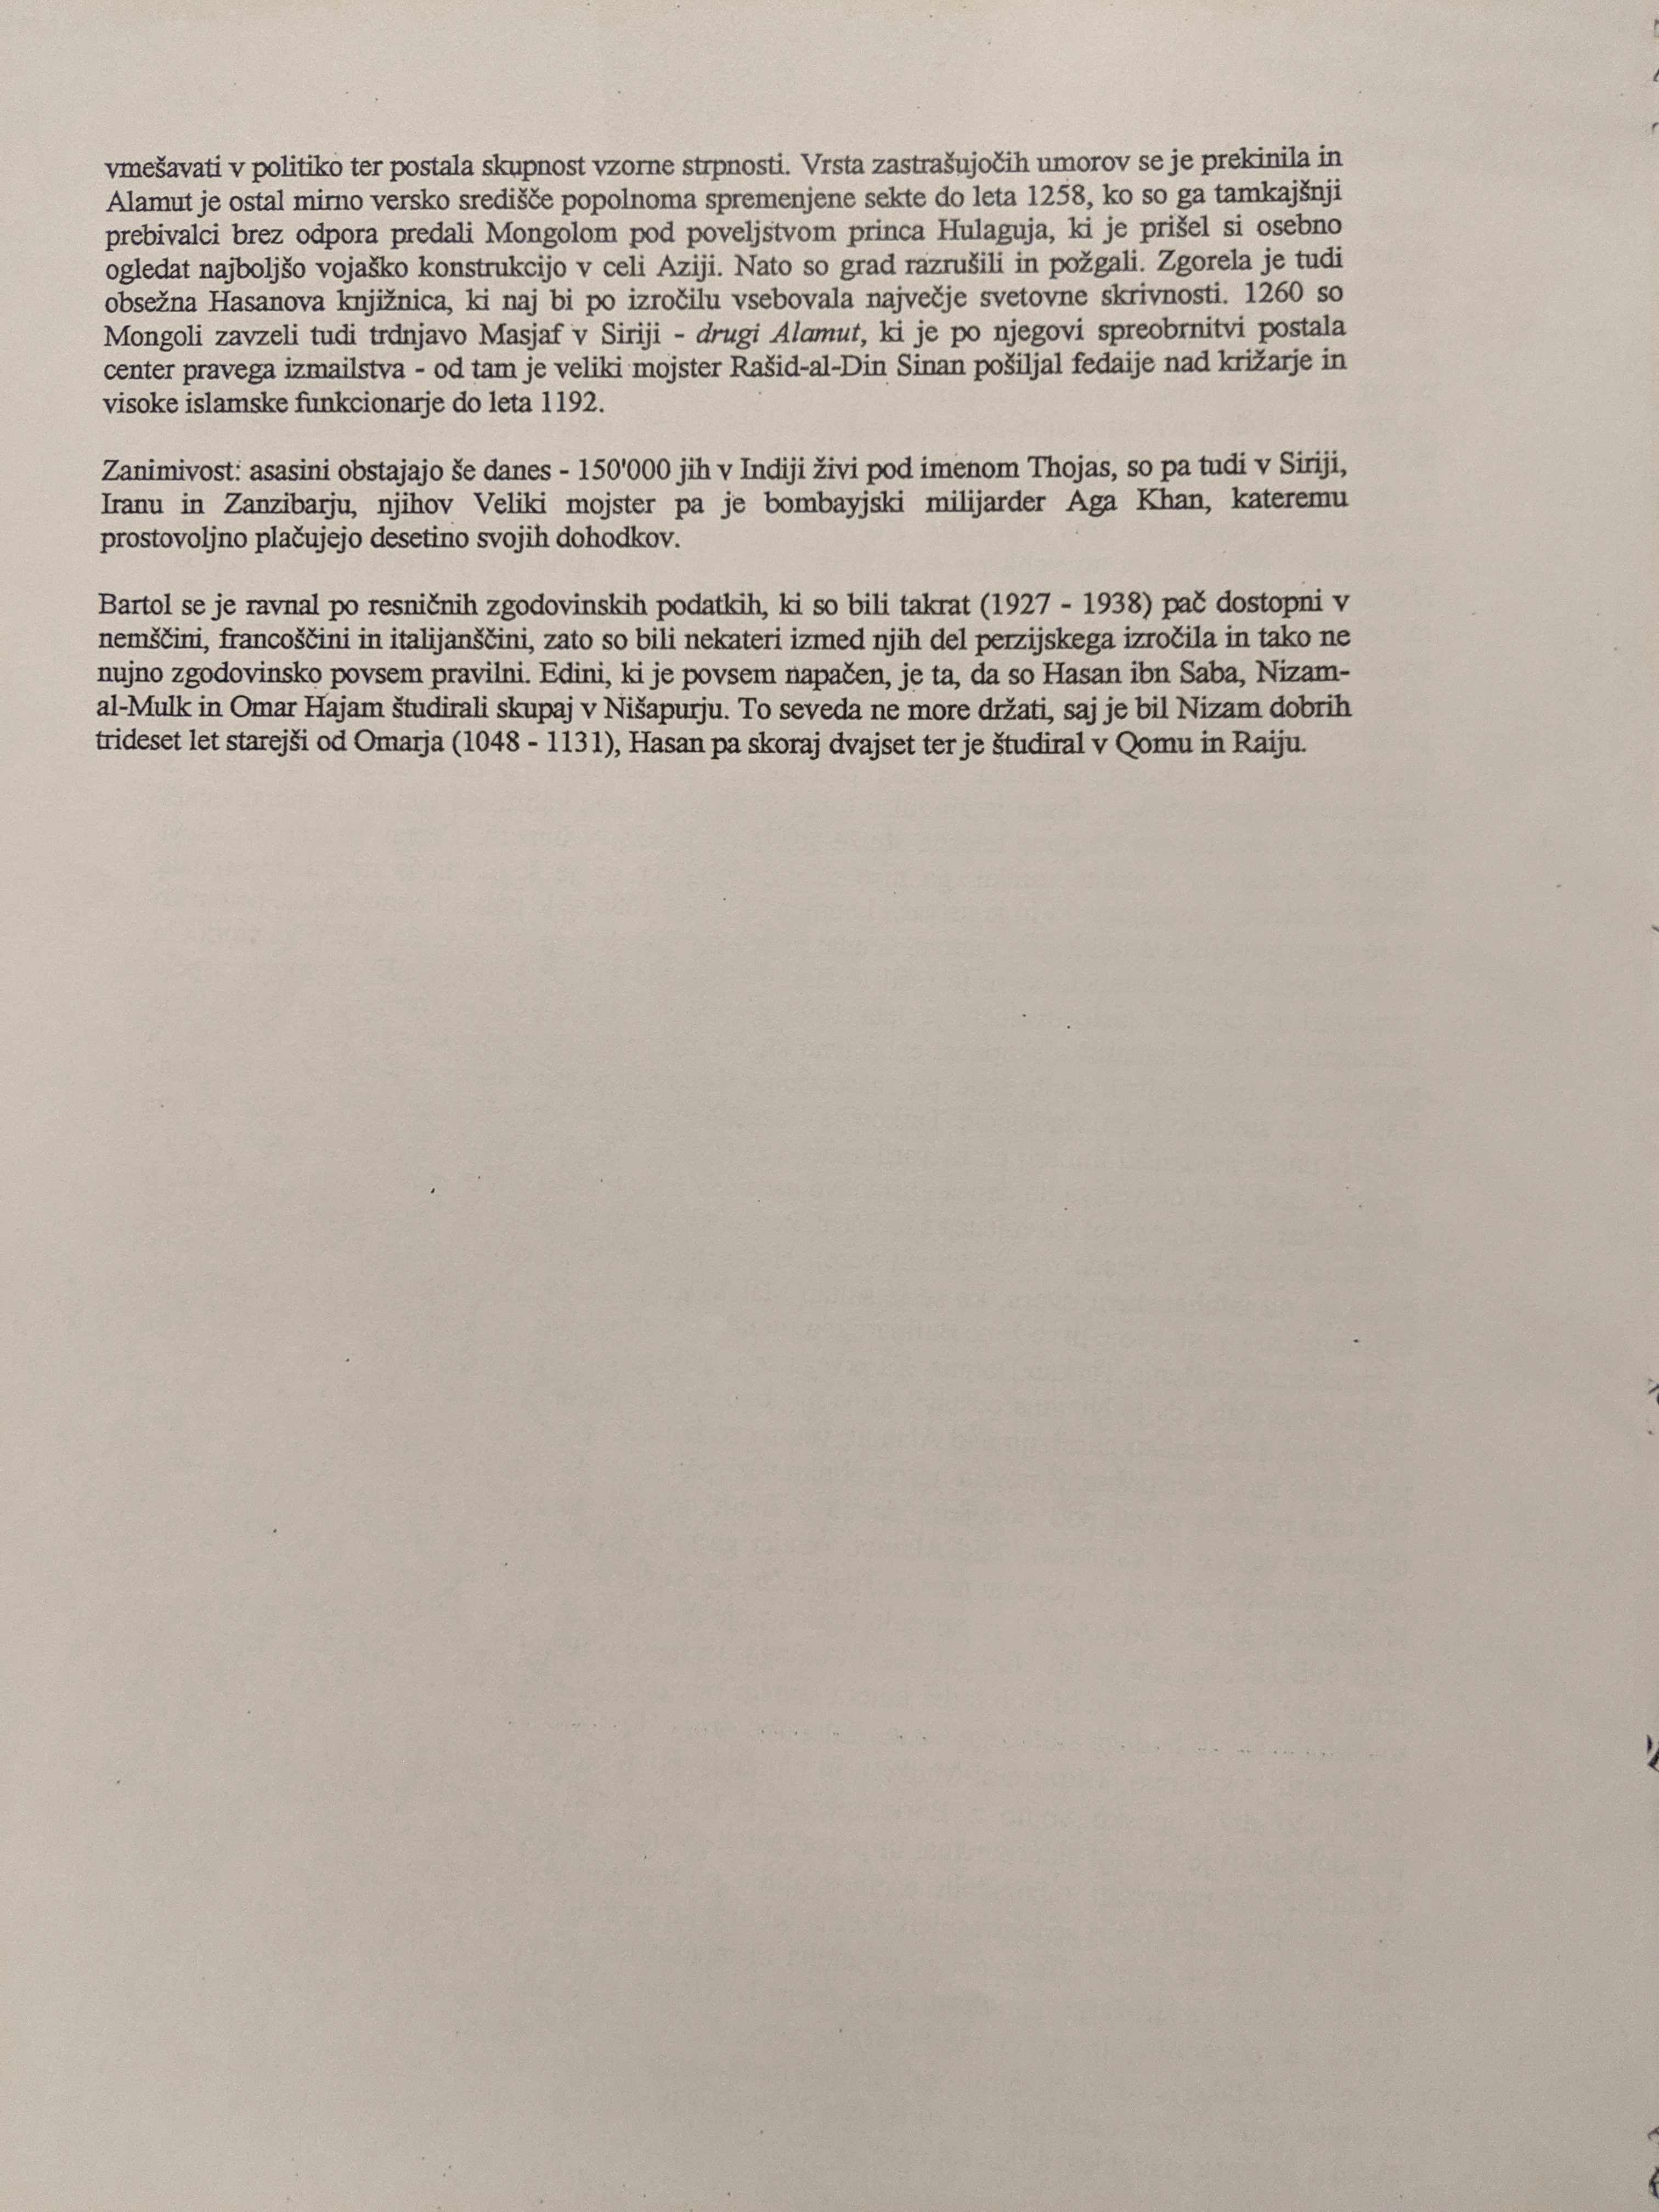 vmešavati v politiko ter postala skupnost vzorne strpnosti. Vrsta zastrašujočih umorov se je prekinila in
Alamut je ostal mirno versko središče popolnoma spremenjene sekte do leta 1258, ko so ga tamkajšnji
prebivalci brez odpora predali Mongolom pod poveljstvom princa Hulaguja, ki je prišel si osebno
ogledat najboljšo vojaško konstrukcijo v celi Aziji. Nato so grad razrušili in požgali. Zgorela je tudi
obsežna Hasanova knjižnica, ki naj bi po izročilu vsebovala največje svetovne skrivnosti. 1260 so
Mongoli zavzeli tudi trdnjavo Masjaf v Siriji - drugi Alamut, ki je po njegovi spreobrnitvi postala
center pravega izmailstva - od tam je veliki mojster Rašid-al-Din Sinan pošiljal fedaije nad križarje in
visoke islamske funkcionarje do leta 1192.
Zanimivost: asasini obstajajo še danes - 150'000 jih v Indiji živi pod imenom Thojas, so pa tudi v Siriji,
Iranu in Zanzibarju, njihov Veliki mojster pa je bombayjski milijarder Aga Khan, kateremu
prostovoljno plačujejo desetino svojih dohodkov.
Bartol se je ravnal po resničnih zgodovinskih podatkih, ki so bili takrat (1927 - 1938) pač dostopni v
nemščini, francoščini in italijanščini, zato so bili nekateri izmed njih del perzijskega izročila in tako ne
nujno zgodovinsko povsem pravilni. Edini, ki je povsem napačen, je ta, da so Hasan ibn Saba, Nizam-
al-Mulk in Omar Hajam študirali skupaj v Nišapurju. To seveda ne more držati, saj je bil Nizam dobrih
trideset let starejši od Omarja (1048 - 1131), Hasan pa skoraj dvajset ter je študiral v Qomu in Raiju.